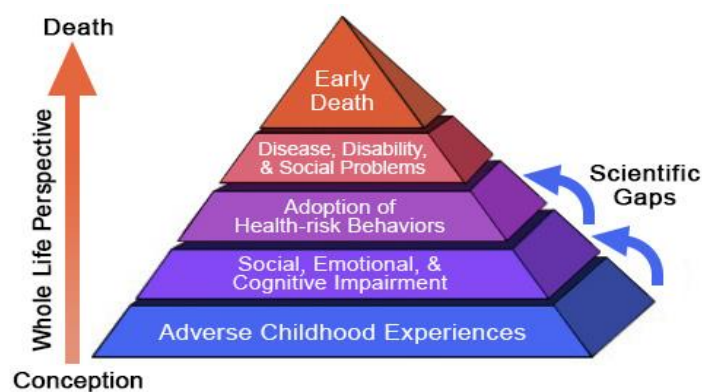 Death
Whole Life Perspective
Conception
Early
Death
Disease, Disability,
& Social Problems
Adoption of
Health-risk Behaviors
Social, Emotional, &
Cognitive Impairment
Adverse Childhood Experiences
Scientific
Gaps